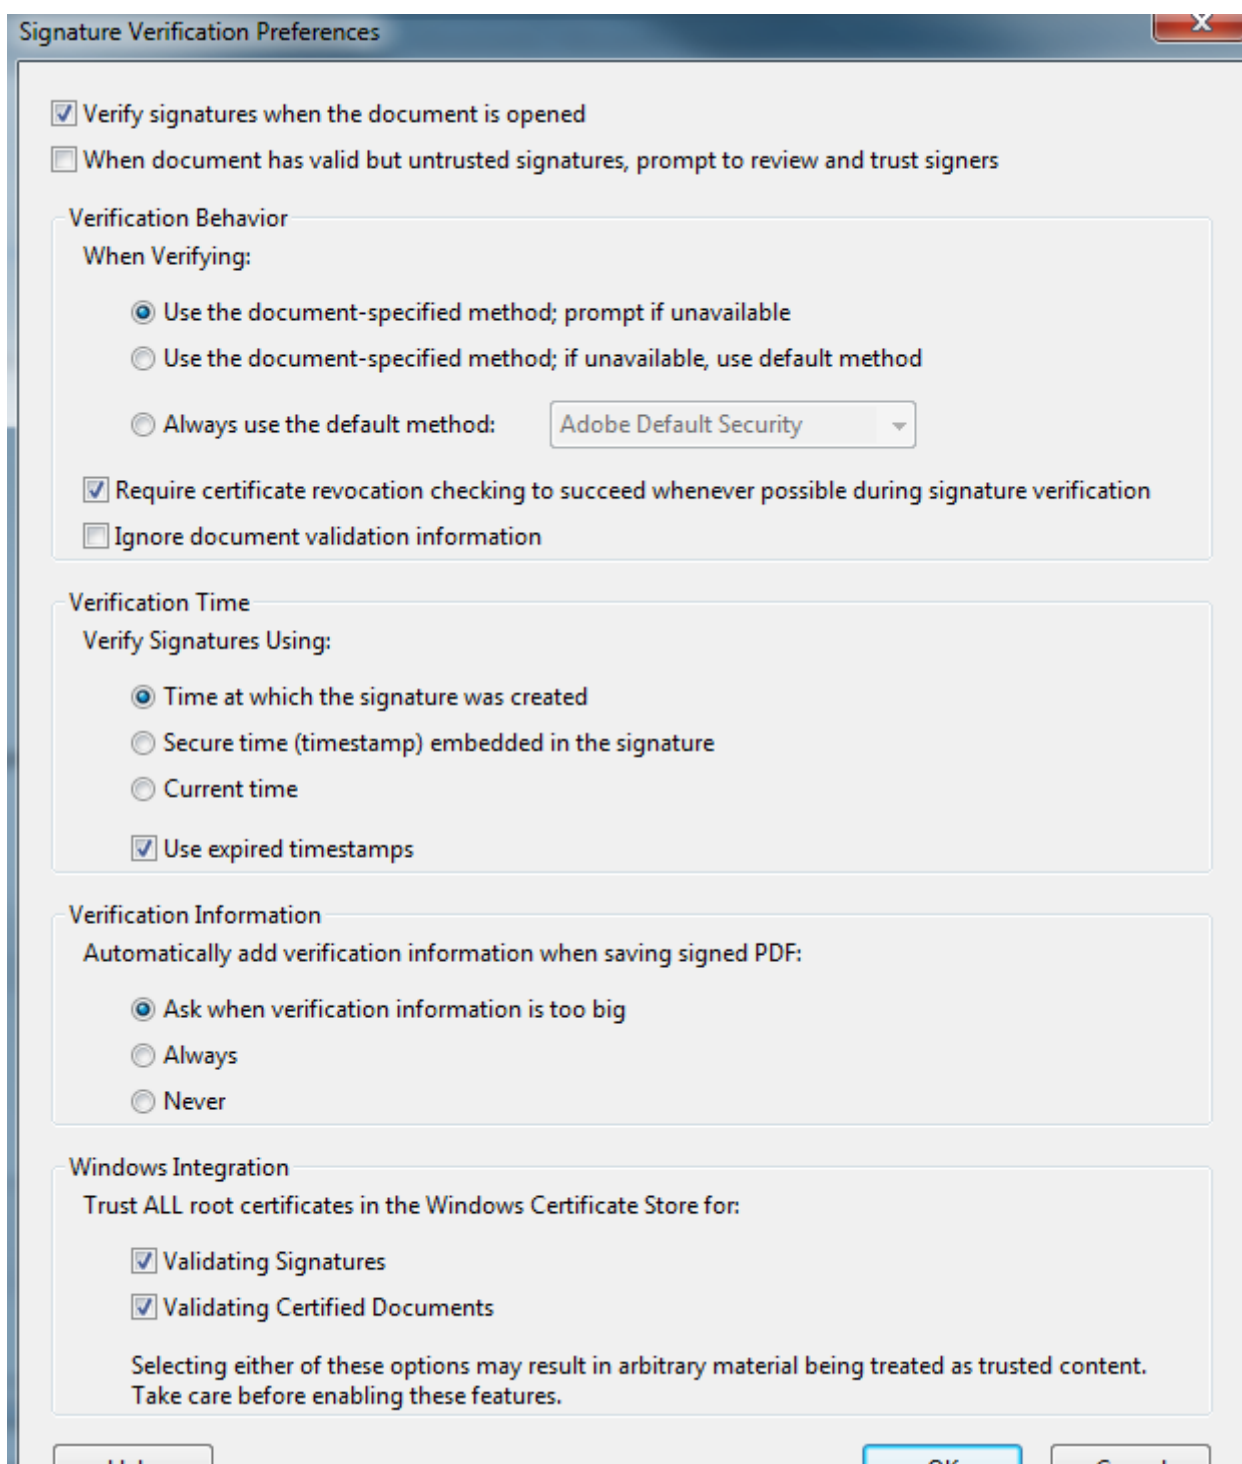 Signature Verification Preferences
Verify signatures when the document is opened
When document has valid but untrusted signatures, prompt to review and trust signers
Verification Behavior
When Verifying:
Use the document-specified method; prompt if unavailable
Use the document-specified method; if unavailable, use default method
Always use the default method: Adobe Default Security
Require certificate revocation checking to succeed whenever possible during signature verification
Ignore document validation information
Verification Time
Verify Signatures Using:
Time at which the signature was created
Secure time (timestamp) embedded in the signature
Current time
Use expired timestamps
Verification Information
Automatically add verification information when saving signed PDF:
Ask when verification information is too big
Always
Never
Windows Integration
Trust ALL root certificates in the Windows Certificate Store for:
Validating Signatures
Validating Certified Documents
Selecting either of these options may result in arbitrary material being treated as trusted content.
Take care before enabling these features.